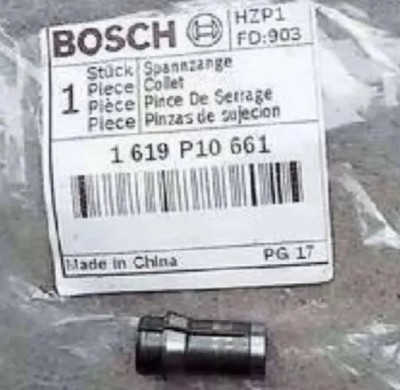 BOSCH HZP1
FD:903
1 Stück Spannzange
Piece Collet
Pièce Pince De Serrage
Piece Pinzas de sujecion
1 619 P10 661
Made in China PG 17